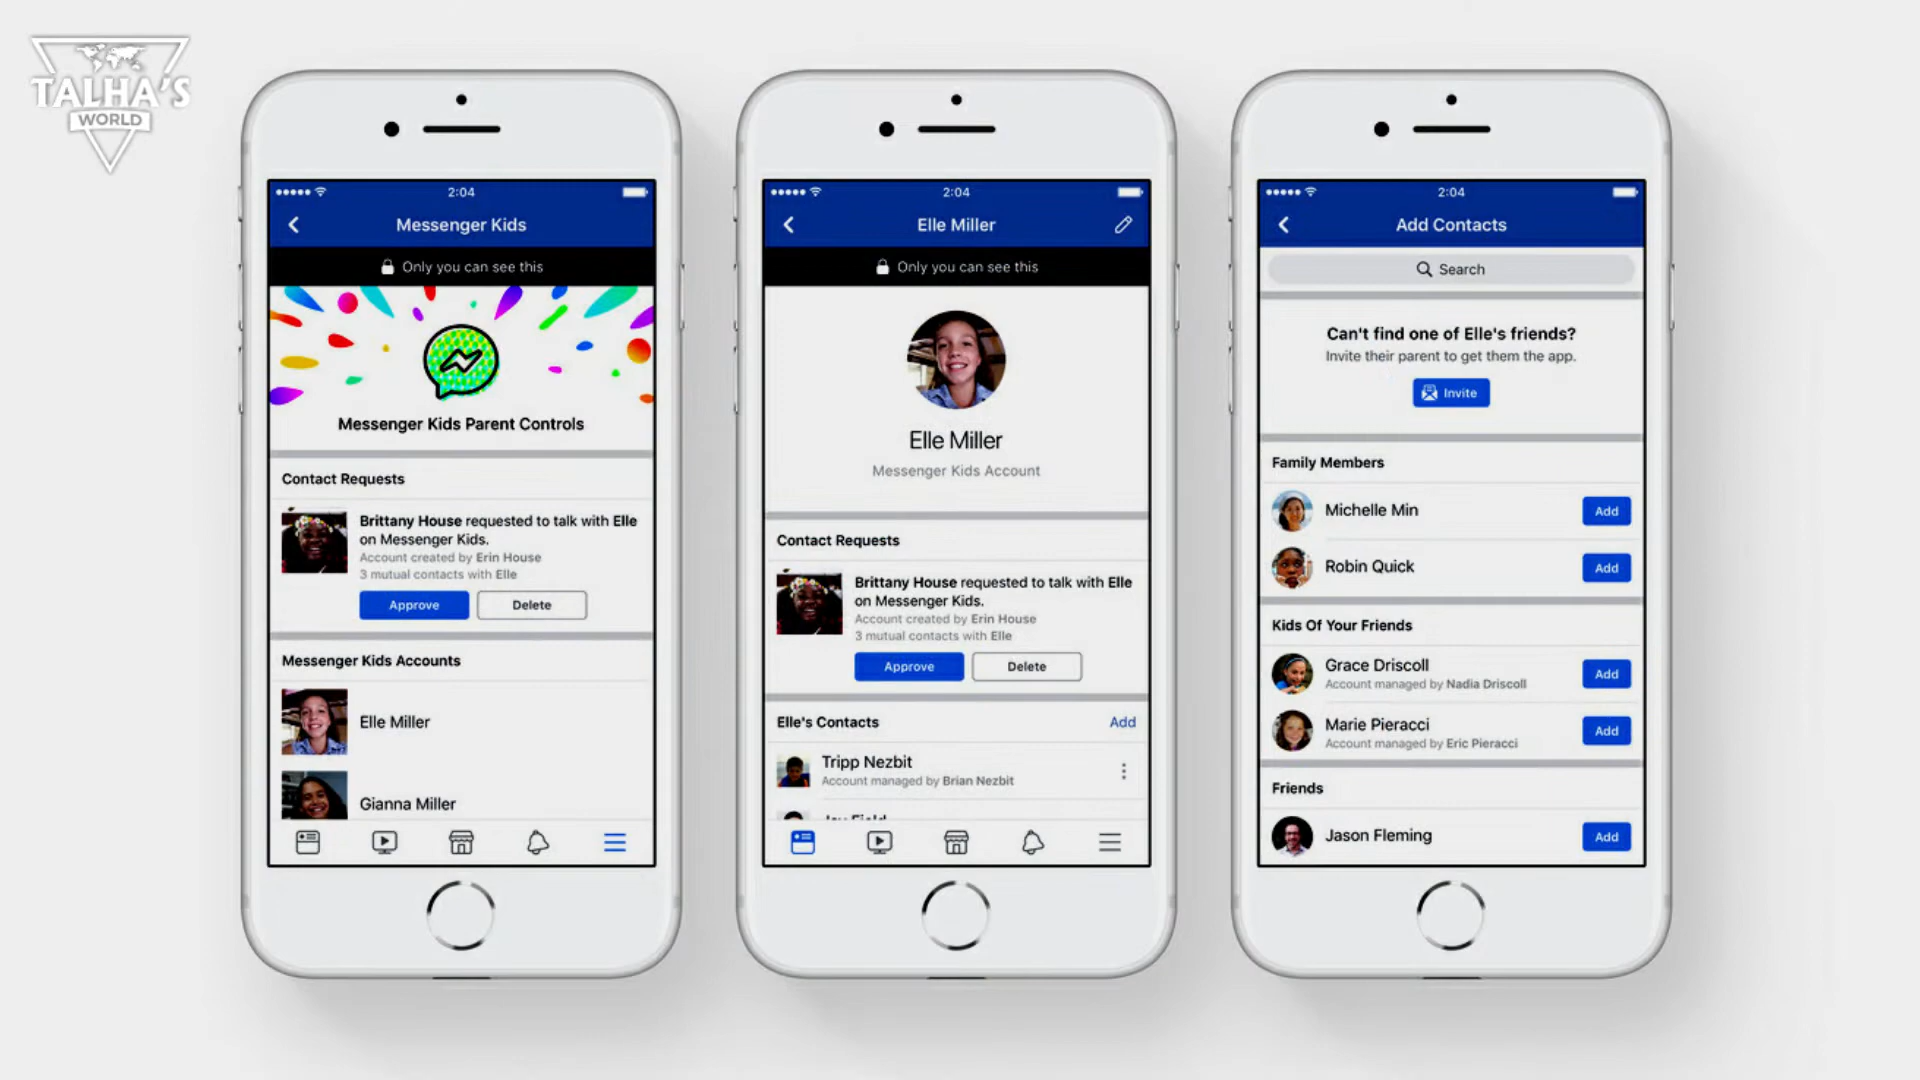 TALHA'S
WORLD
2:04
Messenger Kids
Only you can see this
Messenger Kids Parent Controls
Contact Requests
Brittany House requested to talk with Elle
on Messenger Kids.
Account created by Erin House
3 mutual contacts with Elle
Approve
Delete
Messenger Kids Accounts
Elle Miller
Gianna Miller
2:04
Elle Miller
Only you can see this
Elle Miller
Messenger Kids Account
Contact Requests
Brittany House requested to talk with Elle
on Messenger Kids.
Account created by Erin House
3 mutual contacts with Elle
Approve
Delete
Elle's Contacts
Add
Tripp Nezbit
Account managed by Brian Nezbit
2:04
Add Contacts
Search
Can't find one of Elle's friends?
Invite their parent to get them the app.
Invite
Family Members
Michelle Min
Add
Robin Quick
Add
Kids Of Your Friends
Grace Driscoll
Account managed by Nadia Driscoll
Add
Marie Pieracci
Account managed by Eric Pieracci
Add
Friends
Jason Fleming
Add